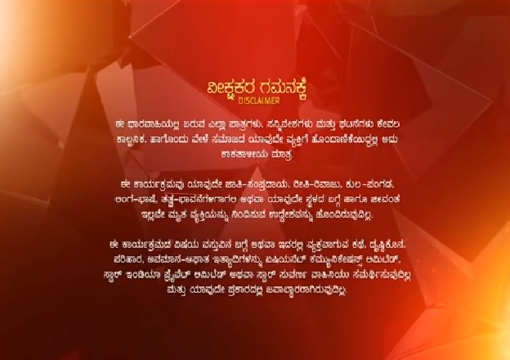 ವೀಕ್ಷಕರ ಗಮನಕ್ಕೆ
DISCLAIMER
ಈ ಧಾರಾವಾಹಿಯಲ್ಲಿ ಬರುವ ಎಲ್ಲಾ ಪಾತ್ರಗಳು, ಸನ್ನಿವೇಶಗಳು ಮತ್ತು ಘಟನೆಗಳು ಕೇವಲ
ಕಾಲ್ಪನಿಕ. ಹಾಗೊಂದು ವೇಳೆ ಸಮಾಜದ ಯಾವುದೇ ವ್ಯಕ್ತಿಗೆ ಹೊಂದಾಣಿಕೆಯಿದ್ದಲ್ಲಿ ಅದು
ಕಾಕತಾಳೀಯ ಮಾತ್ರ.
ಈ ಕಾರ್ಯಕ್ರಮವು ಯಾವುದೇ ಜಾತಿ-ಸಂಪ್ರದಾಯ, ರೀತಿ-ರಿವಾಜು, ಕುಲ-ಪಂಗಡ,
ಲಿಂಗ-ಭಾಷೆ, ತತ್ವ-ಭಾವನೆಗಳಾಗಲಿ ಅಥವಾ ಯಾವುದೇ ಸ್ಥಳದ ಬಗ್ಗೆ ಹಾಗೂ ಜೀವಂತ
ಇಲ್ಲವೇ ಮೃತ ವ್ಯಕ್ತಿಯನ್ನು ನಿಂದಿಸುವ ಉದ್ದೇಶವನ್ನು ಹೊಂದಿರುವುದಿಲ್ಲ.
ಈ ಕಾರ್ಯಕ್ರಮದ ವಿಷಯ ವಸ್ತುವಿನ ಬಗ್ಗೆ ಅಥವಾ ಇದರಲ್ಲಿ ವ್ಯಕ್ತವಾಗುವ ಕಥೆ, ದೃಷ್ಟಿಕೋನ,
ಪರಿಹಾರ, ಅವಮಾನ-ಆಘಾತ ಇತ್ಯಾದಿಗಳನ್ನು ಏಷಿಯನೆಟ್ ಕಮ್ಯುನಿಕೇಷನ್ಸ್ ಲಿಮಿಟೆಡ್,
ಸ್ಟಾರ್ ಇಂಡಿಯಾ ಪ್ರೈವೆಟ್ ಲಿಮಿಟೆಡ್ ಅಥವಾ ಸ್ಟಾರ್ ಸುವರ್ಣ ವಾಹಿನಿಯು ಸಮರ್ಥಿಸುವುದಿಲ್ಲ
ಮತ್ತು ಯಾವುದೇ ಪ್ರಕಾರದಲ್ಲಿ ಜವಾಬ್ದಾರರಾಗಿರುವುದಿಲ್ಲ.